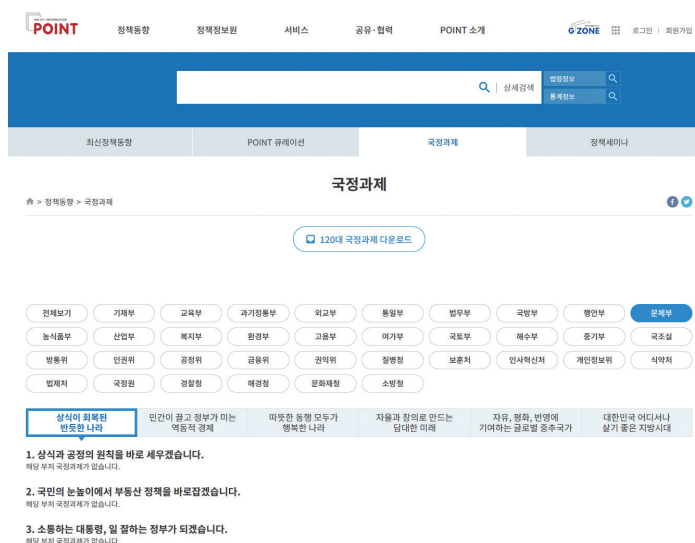 POINT
정책동향 정책정보원 서비스 공유·협력 POINT 소개
G ZONE 로그인 | 회원가입
상세검색
법령정보
통계정보
최신정책동향 POINT 큐레이션 국정과제 정책세미나
국정과제
> 정책동향 > 국정과제
120대 국정과제 다운로드
전체보기 기재부 교육부 과기정통부 외교부 통일부 법무부 국방부 행안부 문체부
농식품부 산업부 복지부 환경부 고용부 여가부 국토부 해수부 중기부 국조실
방통위 인권위 공정위 금융위 권익위 질병청 보훈처 인사혁신처 개인정보위 식약처
법제처 국정원 경찰청 해경청 문화재청 소방청
상식이 회복된 민간이 끌고 정부가 미는 따뜻한 동행 모두가 자율과 창의로 만드는 자유, 평화, 번영에 대한민국 어디서나
반듯한 나라 역동적 경제 행복한 나라 담대한 미래 기여하는 글로벌 중추국가 살기 좋은 지방시대
1. 상식과 공정의 원칙을 바로 세우겠습니다.
해당 부처 국정과제가 없습니다.
2. 국민의 눈높이에서 부동산 정책을 바로잡겠습니다.
해당 부처 국정과제가 없습니다.
3. 소통하는 대통령, 일 잘하는 정부가 되겠습니다.
해당 부처 국정과제가 없습니다.